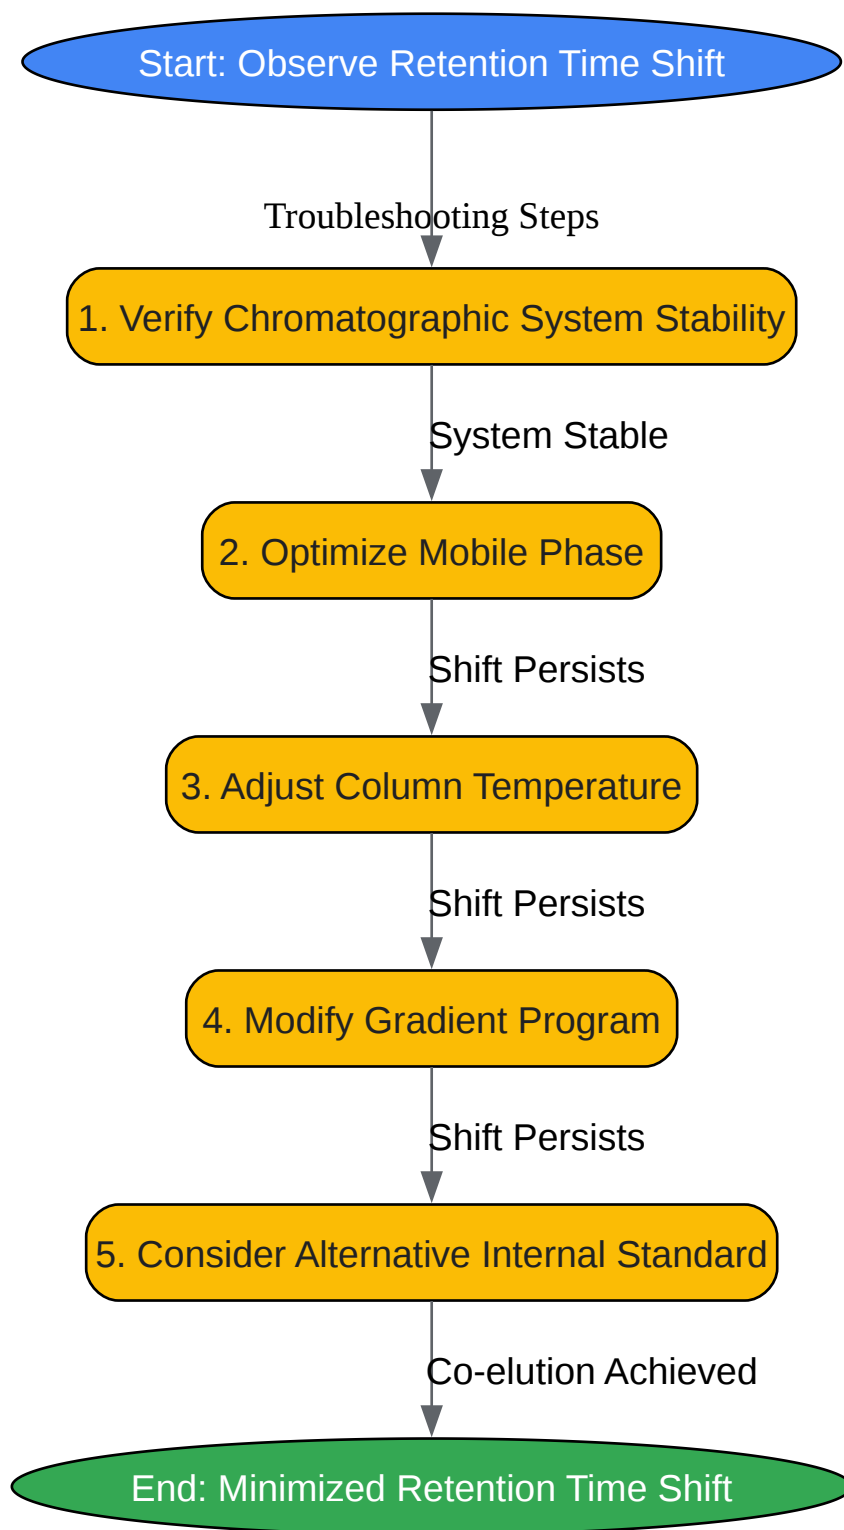 Start: Observe Retention Time Shift
Troubleshooting Steps
1. Verify Chromatographic System Stability
System Stable
2. Optimize Mobile Phase
Shift Persists
3. Adjust Column Temperature
Shift Persists
4. Modify Gradient Program
Shift Persists
5. Consider Alternative Internal Standard
Co-elution Achieved
End: Minimized Retention Time Shift